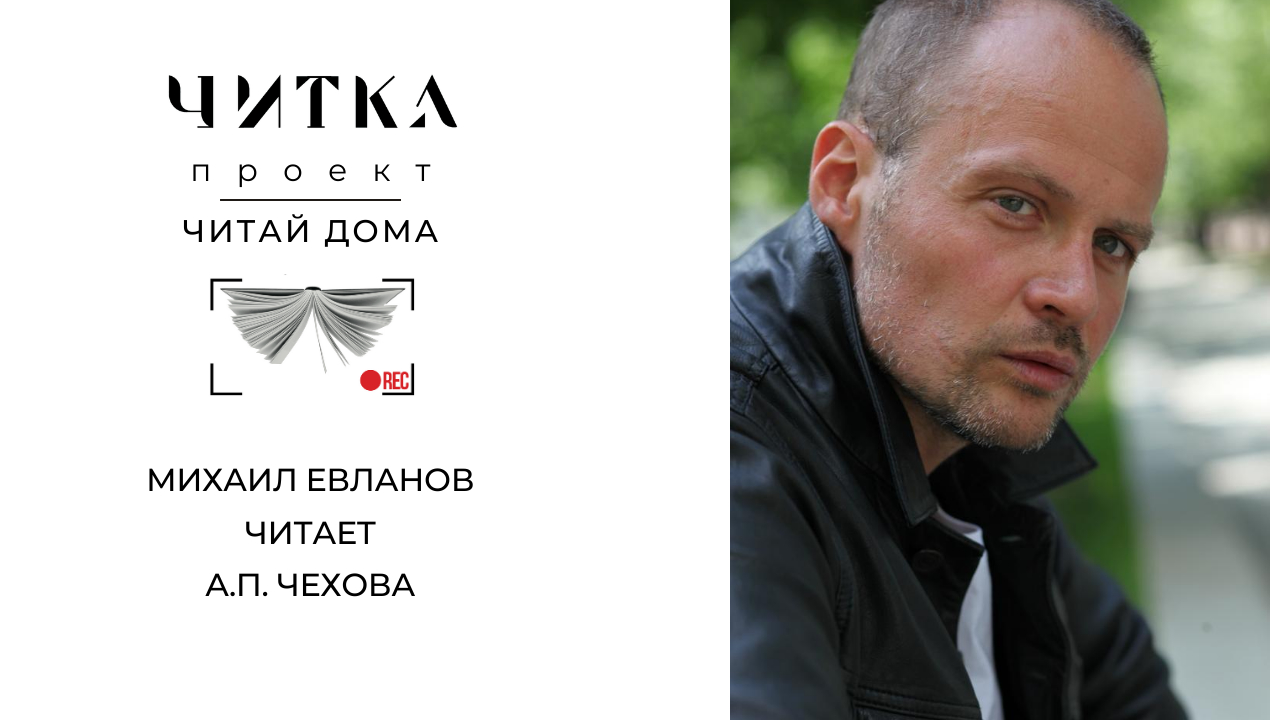 ЧИТКА
проект
ЧИТАЙ ДОМА
REC
МИХАИЛ ЕВЛАНОВ
ЧИТАЕТ
А.П. ЧЕХОВА